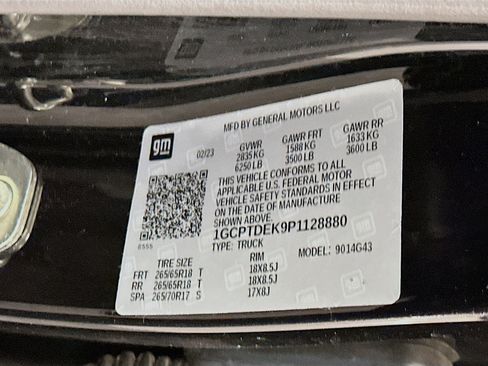 MFD BY GENERAL MOTORS LLC
gm
02/23 GVWR GAWR FRT GAWR RR
2835 KG 1588 KG 1633 KG
6250 LB 3500 LB 3600 LB
THIS VEHICLE CONFORMS TO ALL
APPLICABLE U.S. FEDERAL MOTOR
VEHICLE SAFETY STANDARDS IN EFFECT
ON THE DATE OF MANUFACTURE
SHOWN ABOVE.
1GCPTDEK9P1128880
TYPE: TRUCK MODEL: 9014G43
TIRE SIZE RIM
FRT 265/65R18 T 18X8.5J
RR 265/65R18 T 18X8.5J
SPA 265/70R17 S 17X8J